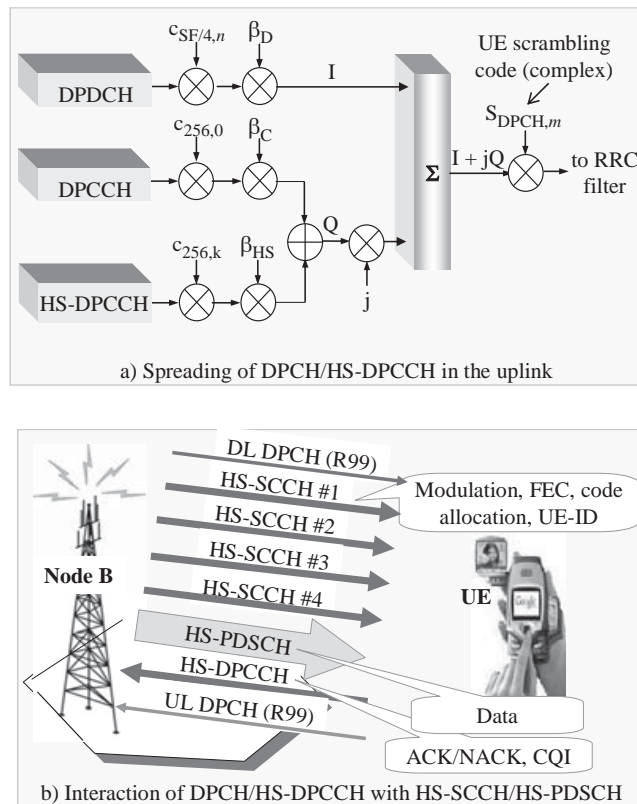 c_SF/4,n
β_D
UE scrambling
code (complex)
DPDCH
I
S_DPCH,m
c_256,0
β_C
DPCCH
Σ
I + jQ
to RRC
filter
Q
c_256,k
β_HS
HS-DPCCH
j
a) Spreading of DPCH/HS-DPCCH in the uplink
DL DPCH (R99)
HS-SCCH #1
Modulation, FEC, code
allocation, UE-ID
HS-SCCH #2
HS-SCCH #3
Node B
UE
Google
HS-SCCH #4
HS-PDSCH
HS-DPCCH
Data
UL DPCH (R99)
ACK/NACK, CQI
b) Interaction of DPCH/HS-DPCCH with HS-SCCH/HS-PDSCH